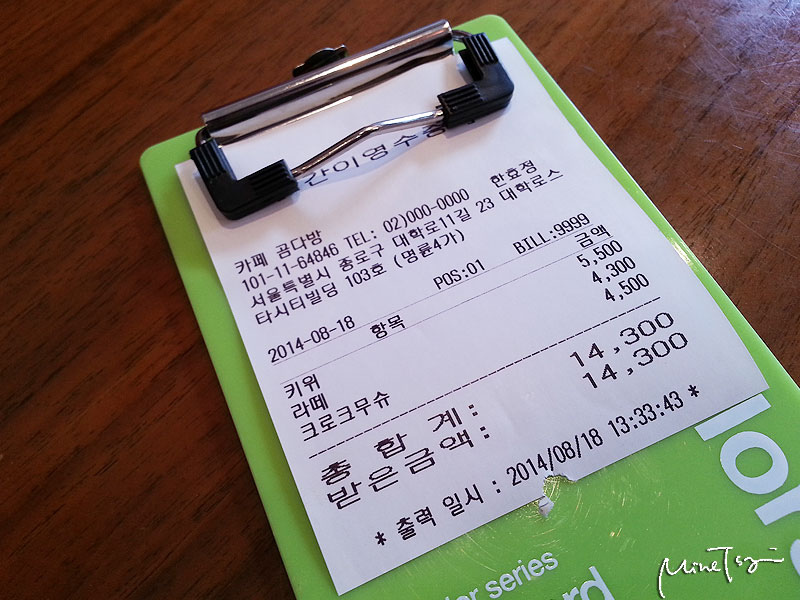 간이영수증
카페 곰다방
101-11-64846 TEL: 02)000-0000 한효정
서울특별시 종로구 대학로11길 23 대학로스
타시티빌딩 103호 (명륜4가)
2014-08-18 POS:01 BILL:9999
항목 금액
키위 5,500
라떼 4,300
크로크무슈 4,500
총 합 계: 14,300
받은금액: 14,300
* 출력 일시 : 2014/08/18 13:33:43 *
series
MineTsai